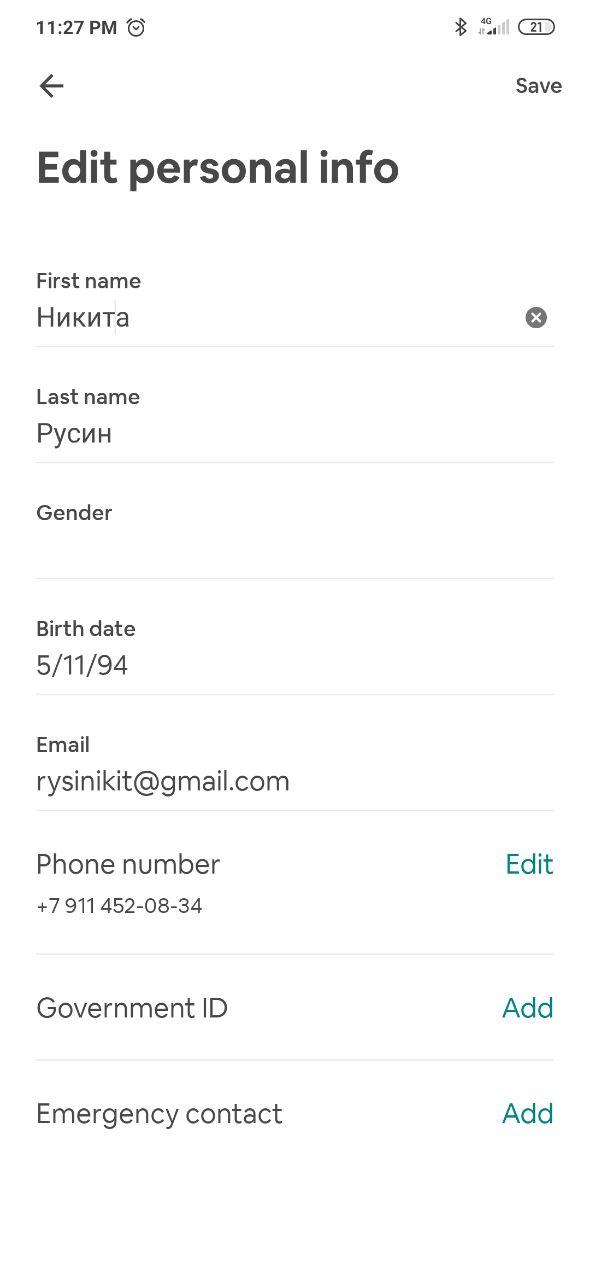 11:27 PM 4G 21
Save
Edit personal info
First name
Никита
Last name
Русин
Gender
Birth date
5/11/94
Email
rysinikit@gmail.com
Phone number Edit
+7 911 452-08-34
Government ID Add
Emergency contact Add